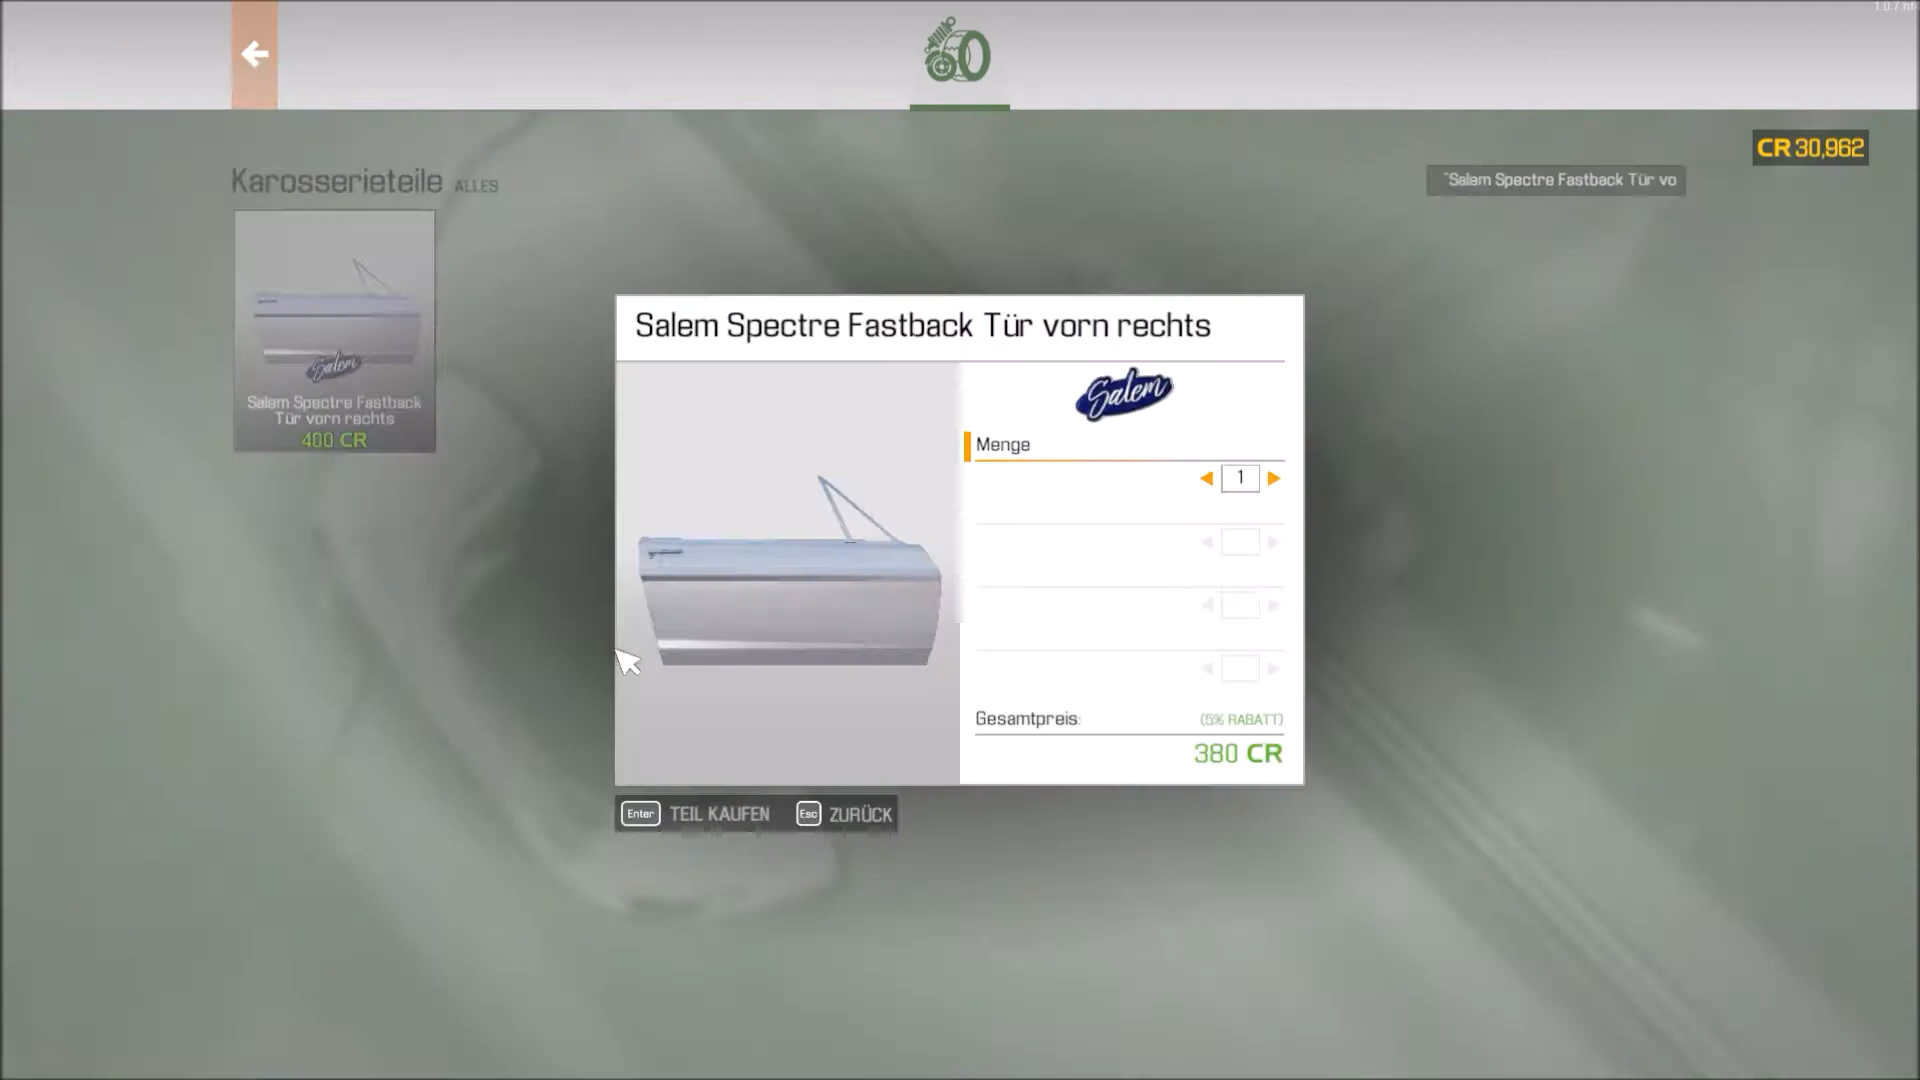 CR 30,962
Karosserieteile ALLES
"Salem Spectre Fastback Tür vo
Salem
Salem Spectre Fastback
Tür vorn rechts
400 CR
Salem Spectre Fastback Tür vorn rechts
Salem
Menge
1
Gesamtpreis: (5% RABATT)
380 CR
Enter TEIL KAUFEN Esc ZURÜCK